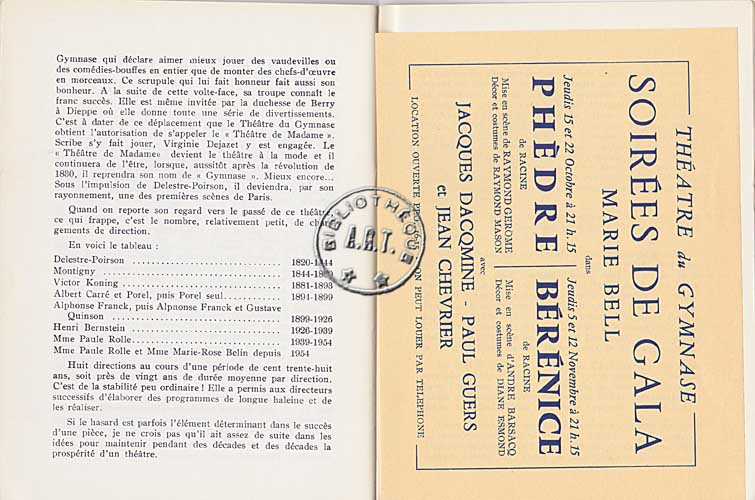 Gymnase qui déclare aimer mieux jouer des vaudevilles ou
des comédies-bouffes en entier que de monter des chefs-d'œuvre
en morceaux. Ce scrupule qui lui fait honneur fait aussi son
bonheur. A la suite de cette volte-face, sa troupe connaît le
franc succès. Elle est même invitée par la duchesse de Berry
à Dieppe où elle donne toute une série de divertissements.
C'est à dater de ce déplacement que le Théâtre du Gymnase
obtient l'autorisation de s'appeler le « Théâtre de Madame ».
Scribe s'y fait jouer, Virginie Dejazet y est engagée. Le
« Théâtre de Madame» devient le théâtre à la mode et il
continuera de l'être, lorsque, aussitôt après la révolution de
1830, il reprendra son nom de « Gymnase ». Mieux encore...
Sous l'impulsion de Delestre-Poirson, il deviendra, par son
rayonnement, une des premières scènes de Paris.
Quand on reporte son regard vers le passé de ce théâtre,
ce qui frappe, c'est le nombre, relativement petit, de chan-
gements de direction.
En voici le tableau :
Delestre-Poirson ........ 1820-1844
Montigny ........ 1844-
Victor Koning ........ 1881-1893
Albert Carré et Porel, puis Porel seul ........ 1894-1899
Alphonse Franck, puis Alpnonse Franck et Gustave
Quinson ........ 1899-1926
Henri Bernstein ........ 1926-1939
Mme Paule Rolle ........ 1939-1954
Mme Paule Rolle et Mme Marie-Rose Belin depuis 1954
Huit directions au cours d'une période de cent trente-huit
ans, soit près de vingt ans de durée moyenne par direction.
C'est de la stabilité peu ordinaire ! Elle a permis aux directeurs
successifs d'élaborer des programmes de longue haleine et de
les réaliser.
Si le hasard est parfois l'élément déterminant dans le succès
d'une pièce, je ne crois pas qu'il ait assez de suite dans les
idées pour maintenir pendant des décades et des décades la
prospérité d'un théâtre.
BIBLIOTHÈQUE
A.R.T.
THÉATRE du GYMNASE
SOIRÉES DE GALA
MARIE BELL
dans
Jeudis 15 et 22 Octobre à 21 h. 15
PHÈDRE
de RACINE
Mise en scène de RAYMOND GEROME
Décor et costumes de RAYMOND MASON
Jeudis 5 et 12 Novembre à 21 h. 15
BÉRÉNICE
de RACINE
Mise en scène d'ANDRE BARSACQ
Décor et costumes de DIANE ESMOND
avec
JACQUES DACQMINE - PAUL GUERS
et JEAN CHEVRIER
LOCATION OUVERTE ON PEUT LOUER PAR TELEPHONE